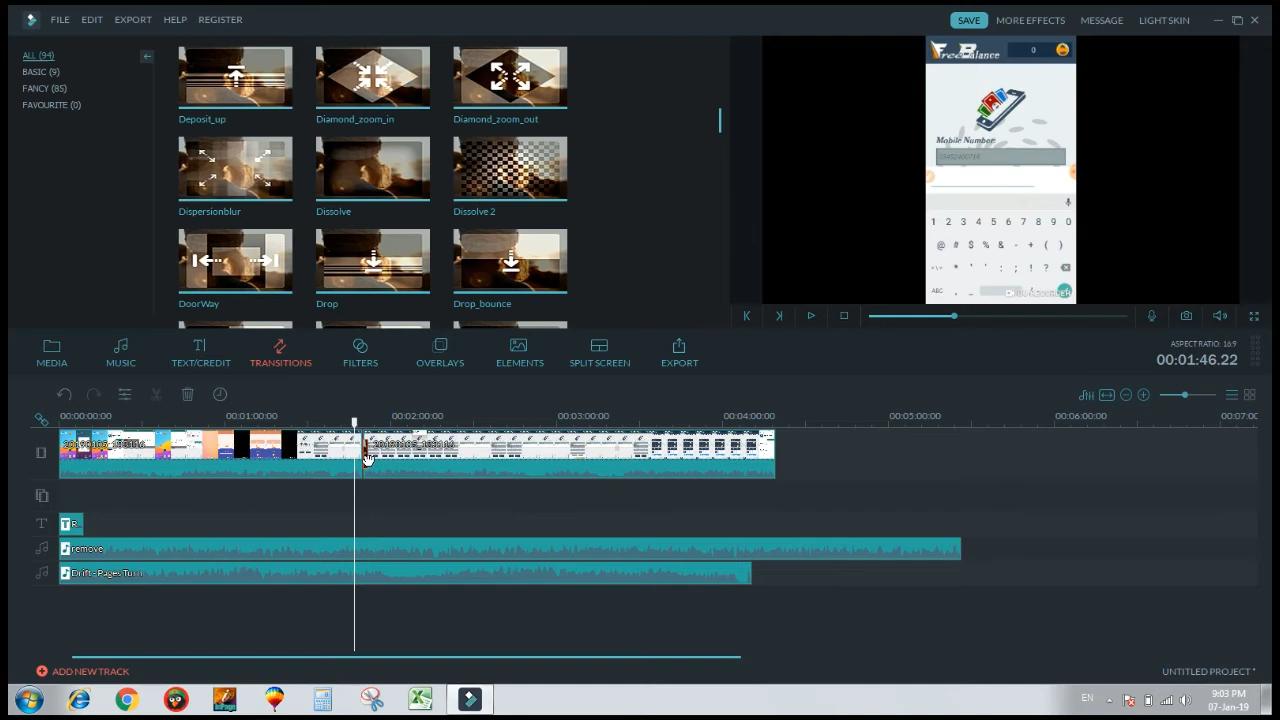 FILE EDIT EXPORT HELP REGISTER
SAVE MORE EFFECTS MESSAGE LIGHT SKIN
ALL (94)
BASIC (9)
FANCY (85)
FAVOURITE (0)
Deposit_up Diamond_zoom_in Diamond_zoom_out
Dispersionblur Dissolve Dissolve 2
DoorWay Drop Drop_bounce
FreeBalance 0
Mobile Number:
1 2 3 4 5 6 7 8 9 0
@ # $ % & - + ( )
* " ' : ; ! ?
ABC , _ .
MEDIA MUSIC TEXT/CREDIT TRANSITIONS FILTERS OVERLAYS ELEMENTS SPLIT SCREEN EXPORT
ASPECT RATIO: 16:9
00:01:46.22
00:00:00:00 00:01:00:00 00:02:00:00 00:03:00:00 00:04:00:00 00:05:00:00 00:06:00:00 00:07:0
T R...
remove
Drift - Pages Turn
ADD NEW TRACK
UNTITLED PROJECT *
EN
9:03 PM
07-Jan-19